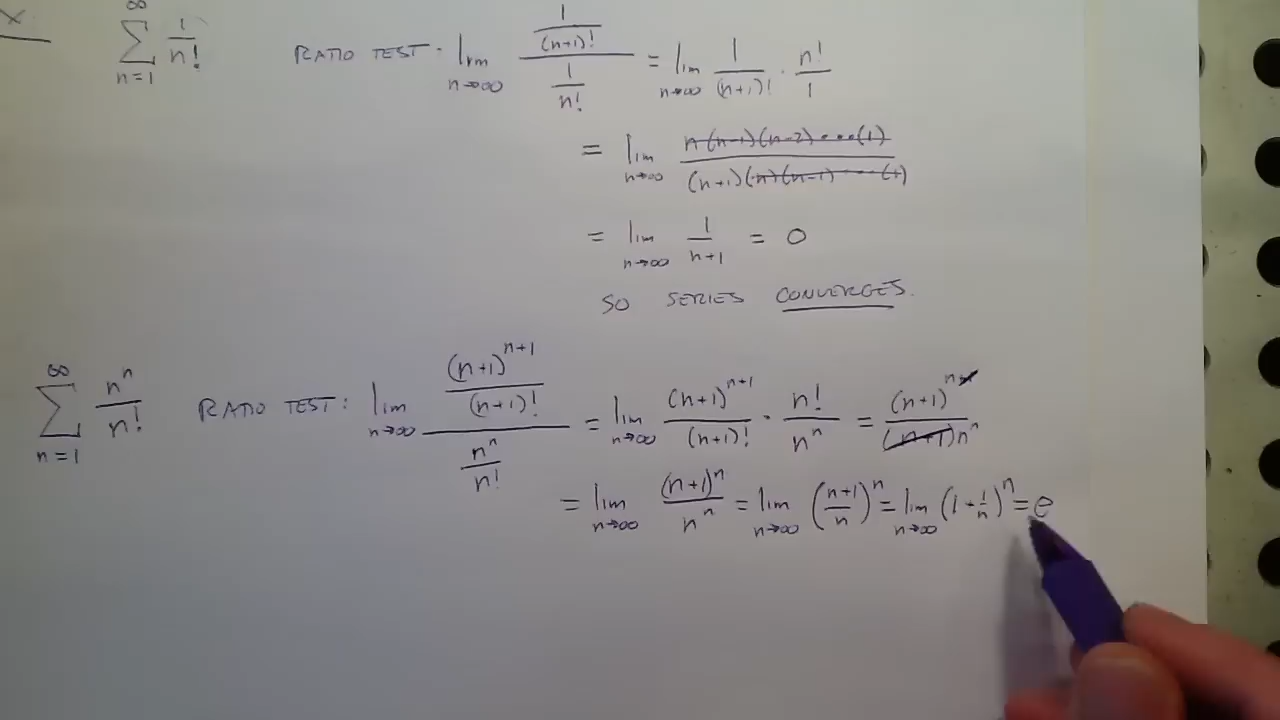 x
∞ ∑ n=1 1/n! RATIO TEST: lim n→∞ (1/(n+1)!)/(1/n!) = lim n→∞ 1/(n+1)! · n!/1
= lim n→∞ n(n-1)(n-2)•••(1)/(n+1)(n)(n-1)•••(1)
= lim n→∞ 1/n+1 = 0
SO SERIES CONVERGES.
∞ ∑ n=1 n^n/n! RATIO TEST: lim n→∞ ((n+1)^n+1/(n+1)!)/(n^n/n!) = lim n→∞ (n+1)^n+1/(n+1)! · n!/n^n = (n+1)^n+1/(n+1)n^n
= lim n→∞ (n+1)^n/n^n = lim n→∞ (n+1/n)^n = lim n→∞ (1+1/n)^n = e